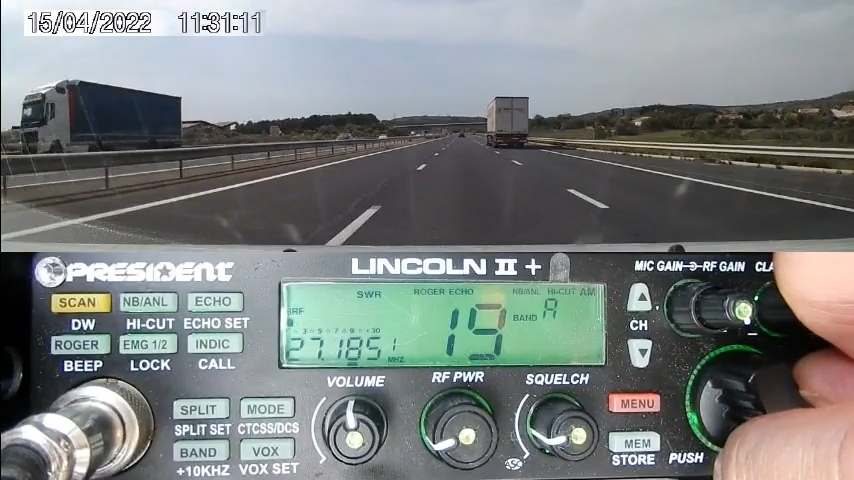 15/04/2022 11:31:11
PRESIDENT
LINCOLN II +
MIC GAIN RF GAIN CLA
SCAN NB/ANL ECHO
DW HI-CUT ECHO SET
ROGER EMG 1/2 INDIC
BEEP LOCK CALL
SWR ROGER ECHO NB/ANL HI-CUT AM
SRF
BAND A
19
27.1851 MHZ
CH
VOLUME RF PWR SQUELCH
SPLIT MODE
SPLIT SET CTCSS/DCS
BAND VOX
+10KHZ VOX SET
MENU
MEM
STORE PUSH